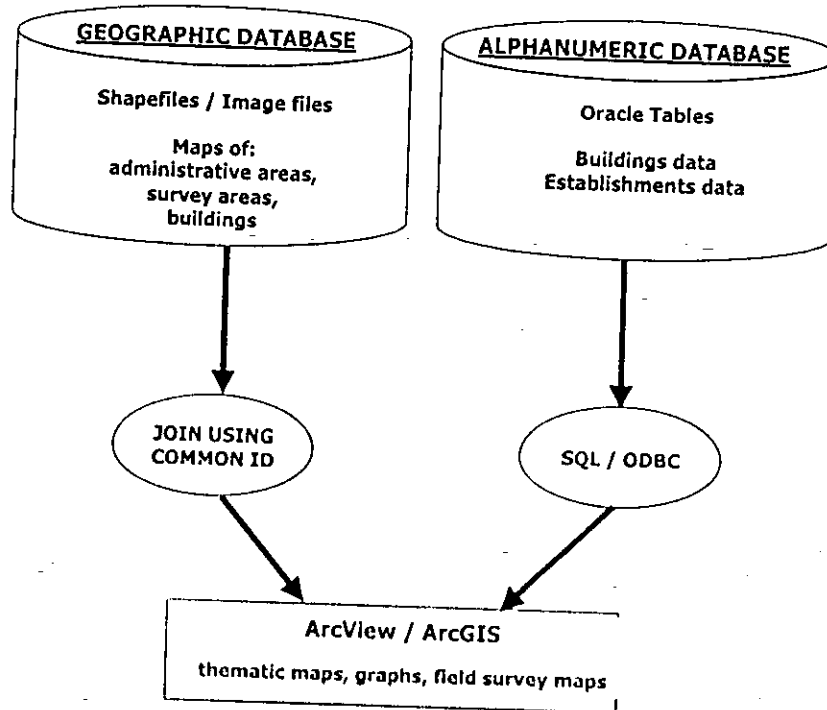 GEOGRAPHIC DATABASE
Shapefiles / Image files
Maps of:
administrative areas,
survey areas,
buildings
ALPHANUMERIC DATABASE
Oracle Tables
Buildings data
Establishments data
JOIN USING
COMMON ID
SQL / ODBC
ArcView / ArcGIS
thematic maps, graphs, field survey maps